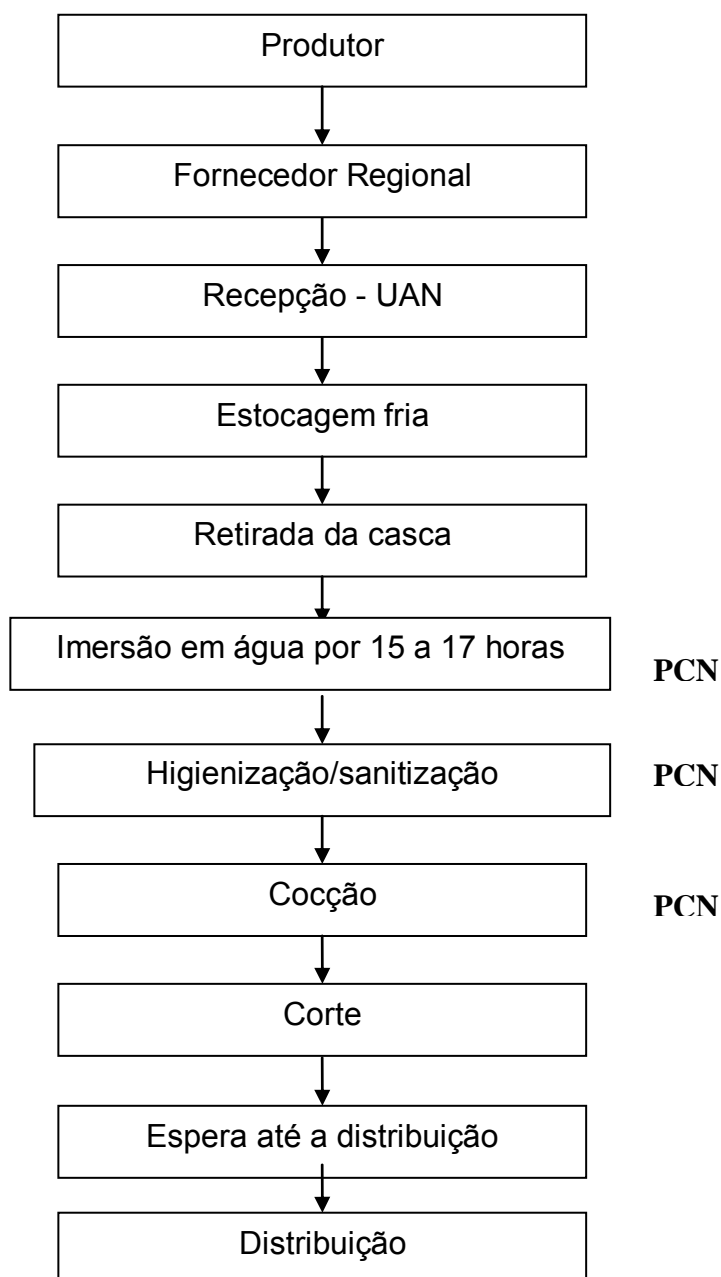 Produtor
Fornecedor Regional
Recepção - UAN
Estocagem fria
Retirada da casca
Imersão em água por 15 a 17 horas
PCN
Higienização/sanitização
PCN
Cocção
PCN
Corte
Espera até a distribuição
Distribuição